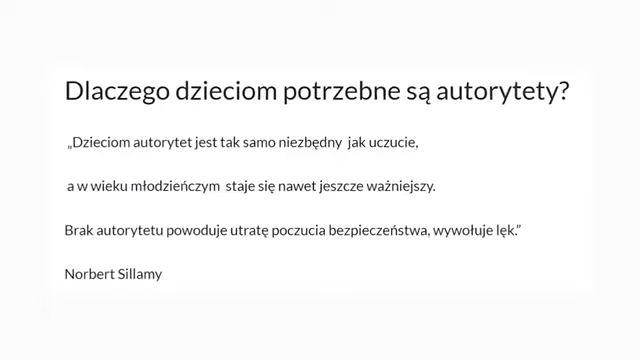 Dlaczego dzieciom potrzebne są autorytety?
„Dzieciom autorytet jest tak samo niezbędny jak uczucie,
a w wieku młodzieńczym staje się nawet jeszcze ważniejszy.
Brak autorytetu powoduje utratę poczucia bezpieczeństwa, wywołuje lęk.”
Norbert Sillamy